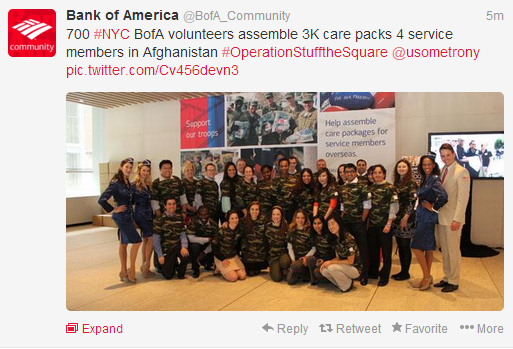 Bank of America @BofA_Community 5m
700 #NYC BofA volunteers assemble 3K care packs 4 service
members in Afghanistan #OperationStufftheSquare @usometrony
pic.twitter.com/Cv456devn3
community
Support
our troops
Help assemble
care packages for
service members
overseas.
Expand Reply Retweet Favorite More